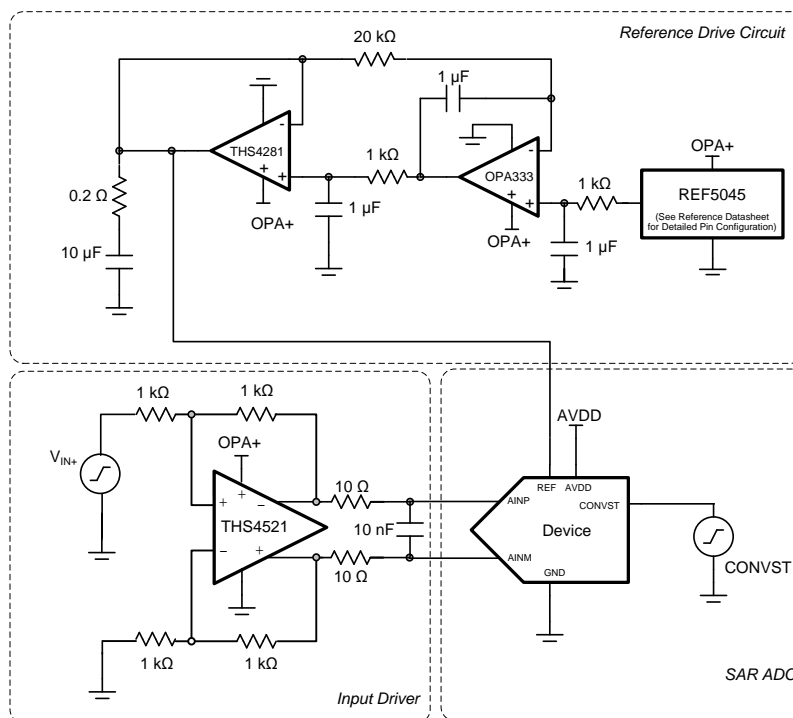 Reference Drive Circuit
20 kΩ
1 µF
-
THS4281
+
+
OPA+
1 kΩ
1 µF
-
OPA333
+
+
OPA+
1 kΩ
1 µF
OPA+
REF5045
(See Reference Datasheet
for Detailed Pin Configuration)
0.2 Ω
10 µF
1 kΩ
1 kΩ
VIN+
OPA+
+
+
−
THS4521
−
+
10 Ω
10 nF
10 Ω
1 kΩ
1 kΩ
Input Driver
AVDD
REF
AVDD
AINP
CONVST
Device
AINM
GND
CONVST
SAR ADC